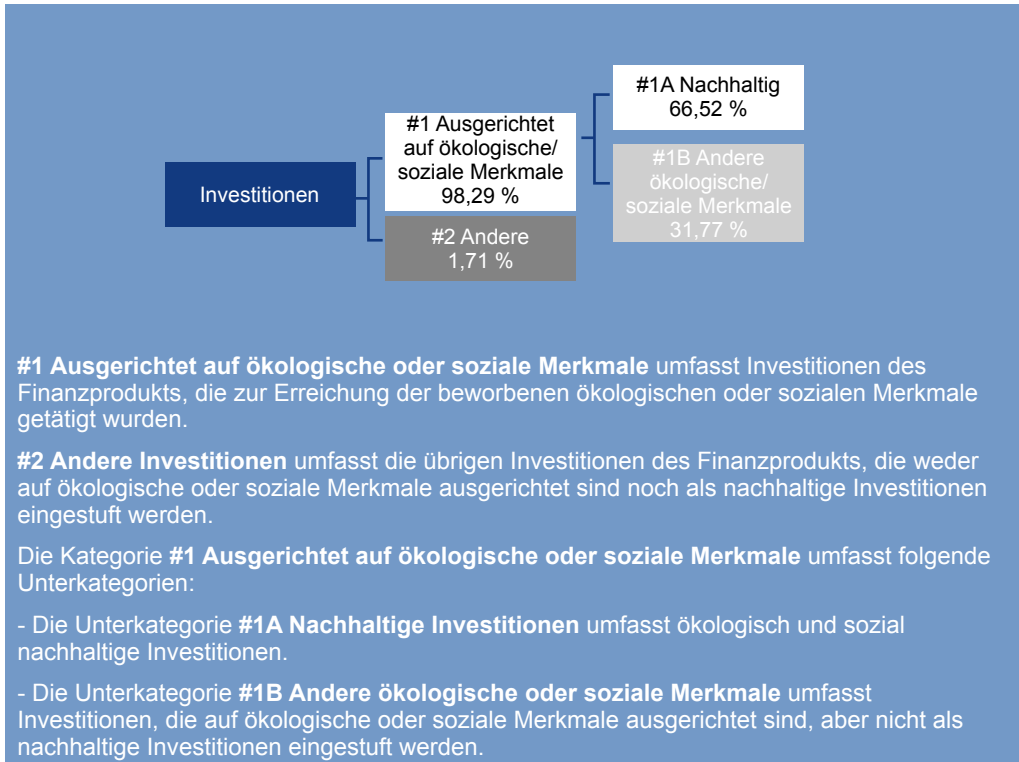 Investitionen
#1 Ausgerichtet
auf ökologische/
soziale Merkmale
98,29 %
#2 Andere
1,71 %
#1A Nachhaltig
66,52 %
#1B Andere
ökologische/
soziale Merkmale
31,77 %
#1 Ausgerichtet auf ökologische oder soziale Merkmale umfasst Investitionen des
Finanzprodukts, die zur Erreichung der beworbenen ökologischen oder sozialen Merkmale
getätigt wurden.
#2 Andere Investitionen umfasst die übrigen Investitionen des Finanzprodukts, die weder
auf ökologische oder soziale Merkmale ausgerichtet sind noch als nachhaltige Investitionen
eingestuft werden.
Die Kategorie #1 Ausgerichtet auf ökologische oder soziale Merkmale umfasst folgende
Unterkategorien:
- Die Unterkategorie #1A Nachhaltige Investitionen umfasst ökologisch und sozial
nachhaltige Investitionen.
- Die Unterkategorie #1B Andere ökologische oder soziale Merkmale umfasst
Investitionen, die auf ökologische oder soziale Merkmale ausgerichtet sind, aber nicht als
nachhaltige Investitionen eingestuft werden.